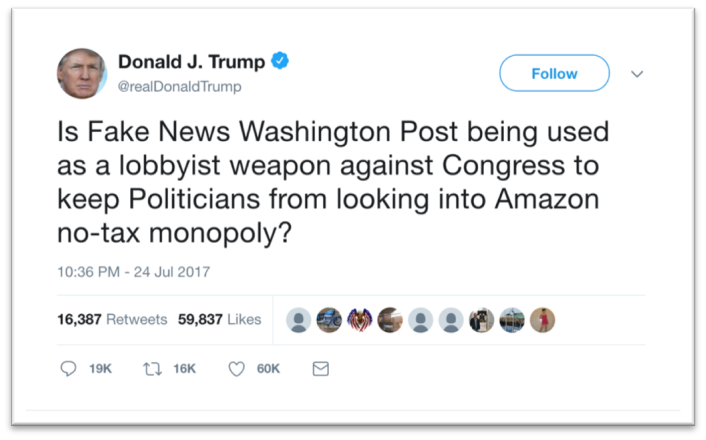 Donald J. Trump
@realDonaldTrump
Follow
Is Fake News Washington Post being used
as a lobbyist weapon against Congress to
keep Politicians from looking into Amazon
no-tax monopoly?
10:36 PM - 24 Jul 2017
16,387 Retweets 59,837 Likes
19K 16K 60K